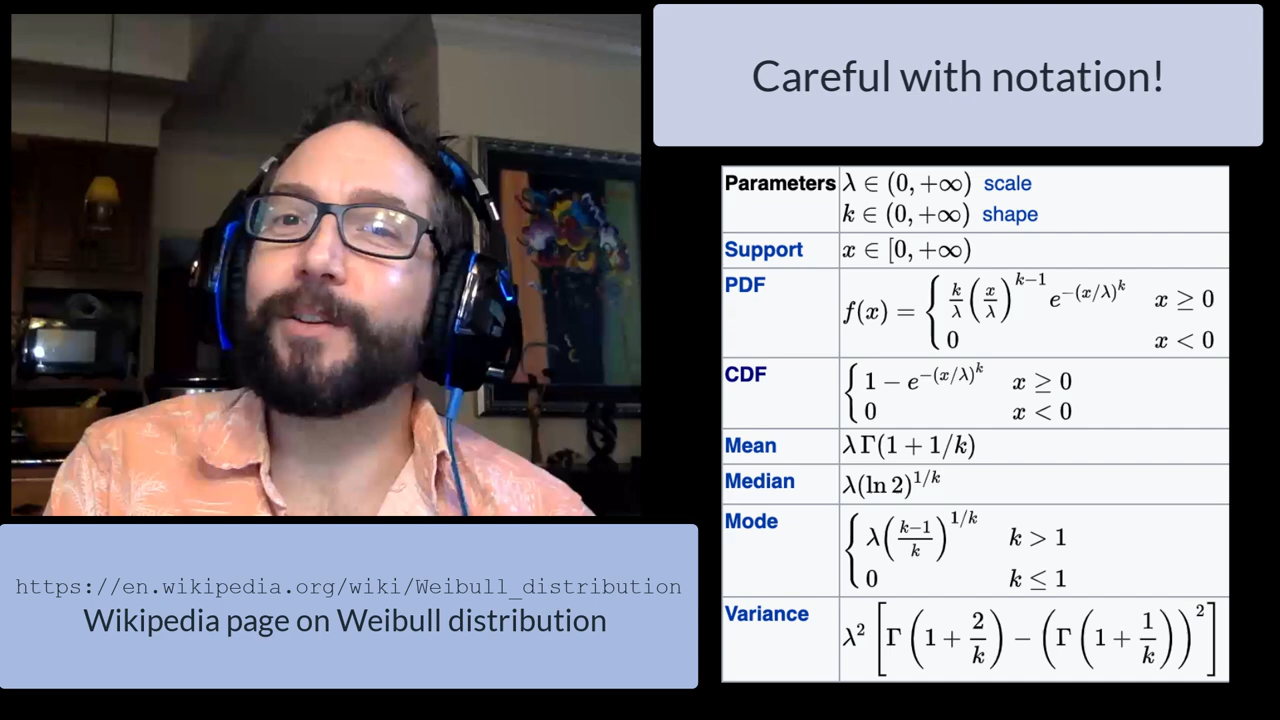 Careful with notation!
Parameters λ ∈ (0, +∞) scale
k ∈ (0, +∞) shape
Support x ∈ [0, +∞)
PDF f(x) = { k/λ (x/λ)^{k−1} e^{−(x/λ)^k} x ≥ 0
0 x < 0
CDF { 1 − e^{−(x/λ)^k} x ≥ 0
0 x < 0
Mean λ Γ(1 + 1/k)
Median λ(ln 2)^{1/k}
Mode { λ((k−1)/k)^{1/k} k > 1
0 k ≤ 1
Variance λ² [Γ(1 + 2/k) − (Γ(1 + 1/k))²]
https://en.wikipedia.org/wiki/Weibull_distribution
Wikipedia page on Weibull distribution